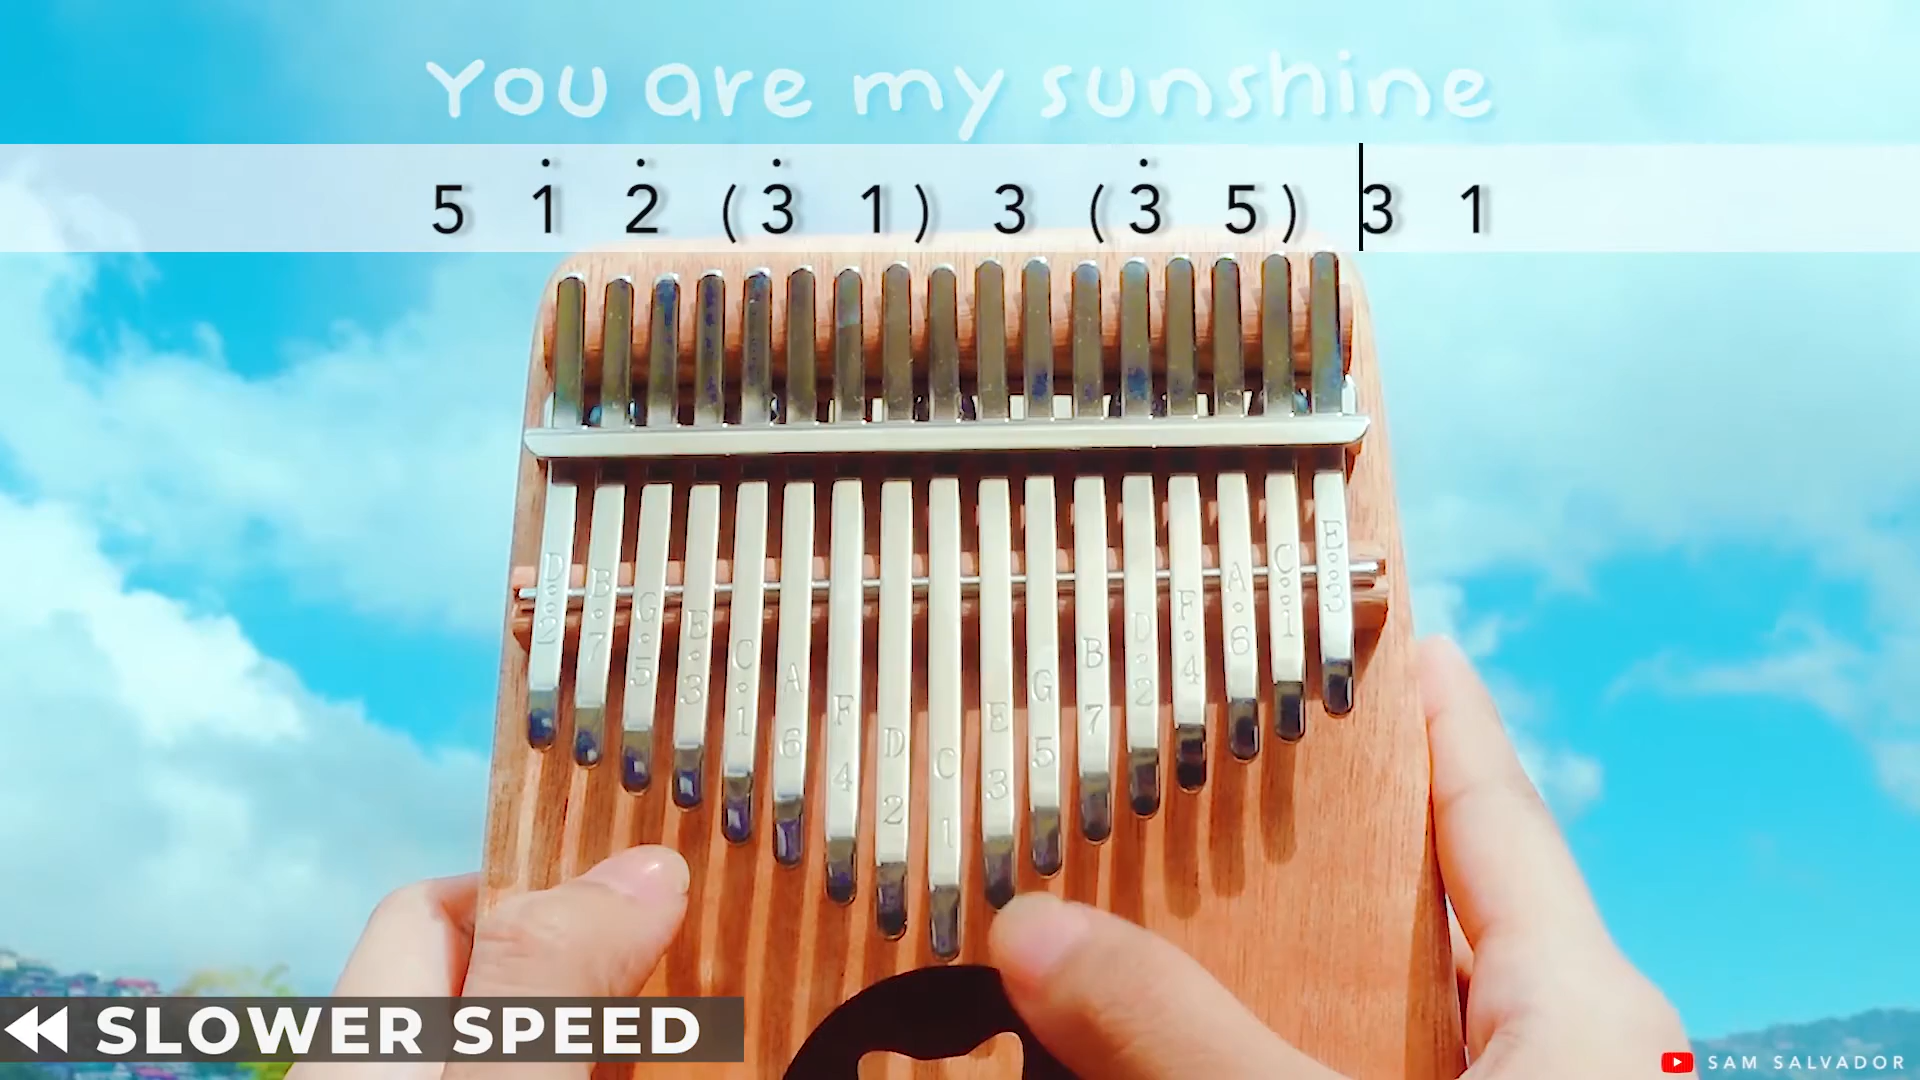 You are my sunshine
5 1̇ 2̇ (3̇ 1) 3 (3̇ 5) 3 1
D°° 2
B° 7
G° 5
E° 3
C° 1
A 6
F 4
D 2
C 1
E 3
G 5
B 7
D° 2
F° 4
A° 6
C°° 1
E°° 3
SLOWER SPEED
SAM SALVADOR